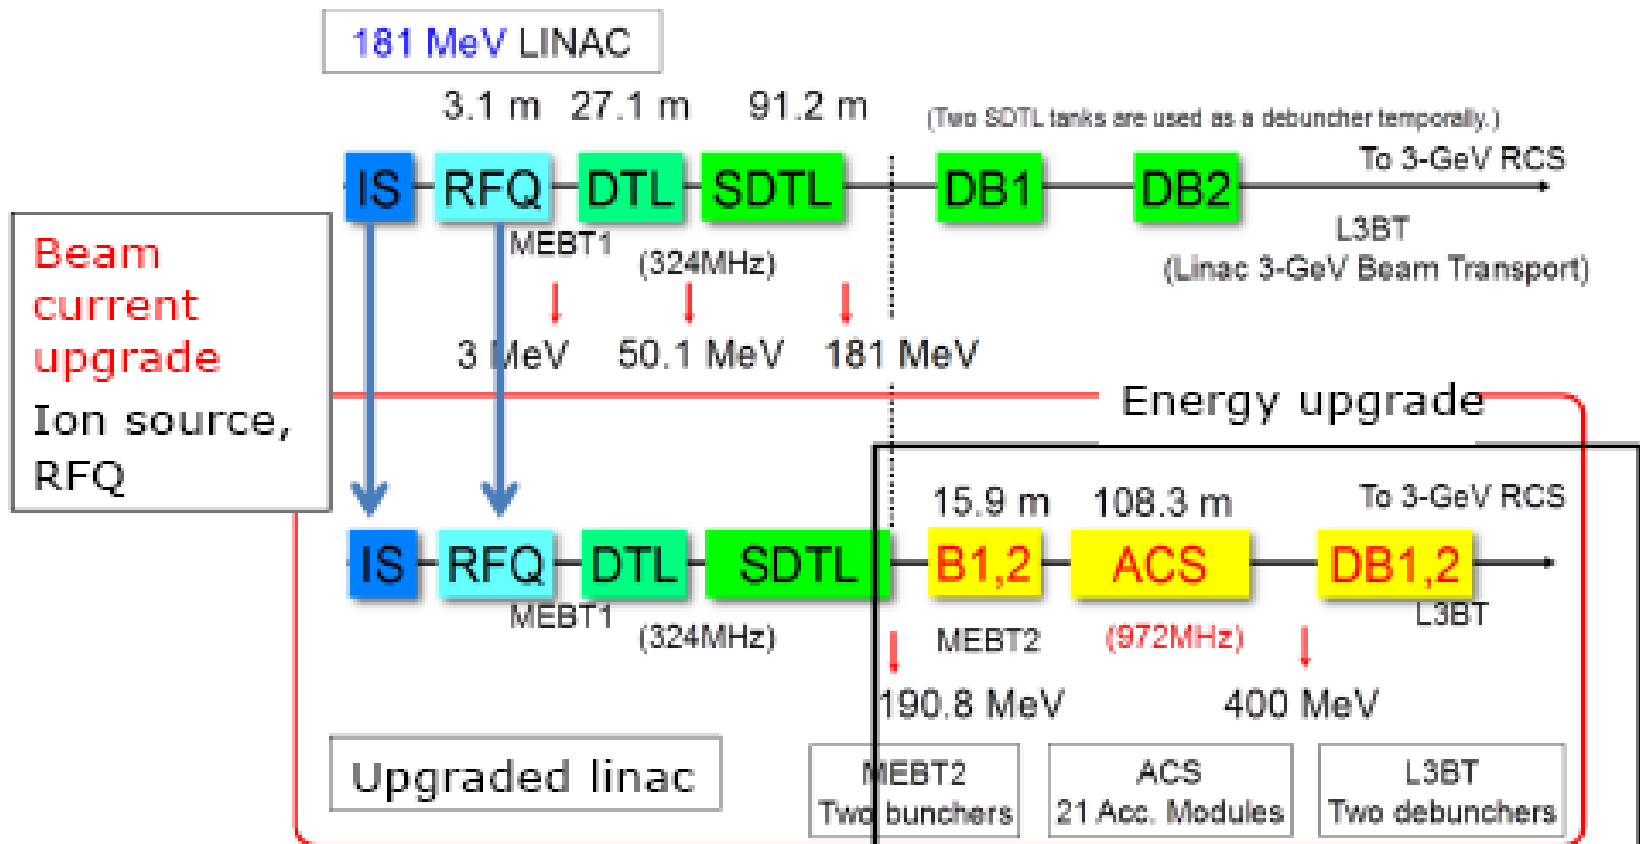 181 MeV LINAC
3.1 m 27.1 m 91.2 m
(Two SDTL tanks are used as a debuncher temporally.)
To 3-GeV RCS
IS RFQ DTL SDTL DB1 DB2
MEBT1
(324MHz)
L3BT
(Linac 3-GeV Beam Transport)
3 MeV 50.1 MeV 181 MeV
Beam
current
upgrade
Ion source,
RFQ
Energy upgrade
15.9 m 108.3 m
To 3-GeV RCS
IS RFQ DTL SDTL B1,2 ACS DB1,2
MEBT1
(324MHz)
MEBT2
(972MHz)
L3BT
190.8 MeV 400 MeV
Upgraded linac
MEBT2
Two bunchers
ACS
21 Acc. Modules
L3BT
Two debunchers